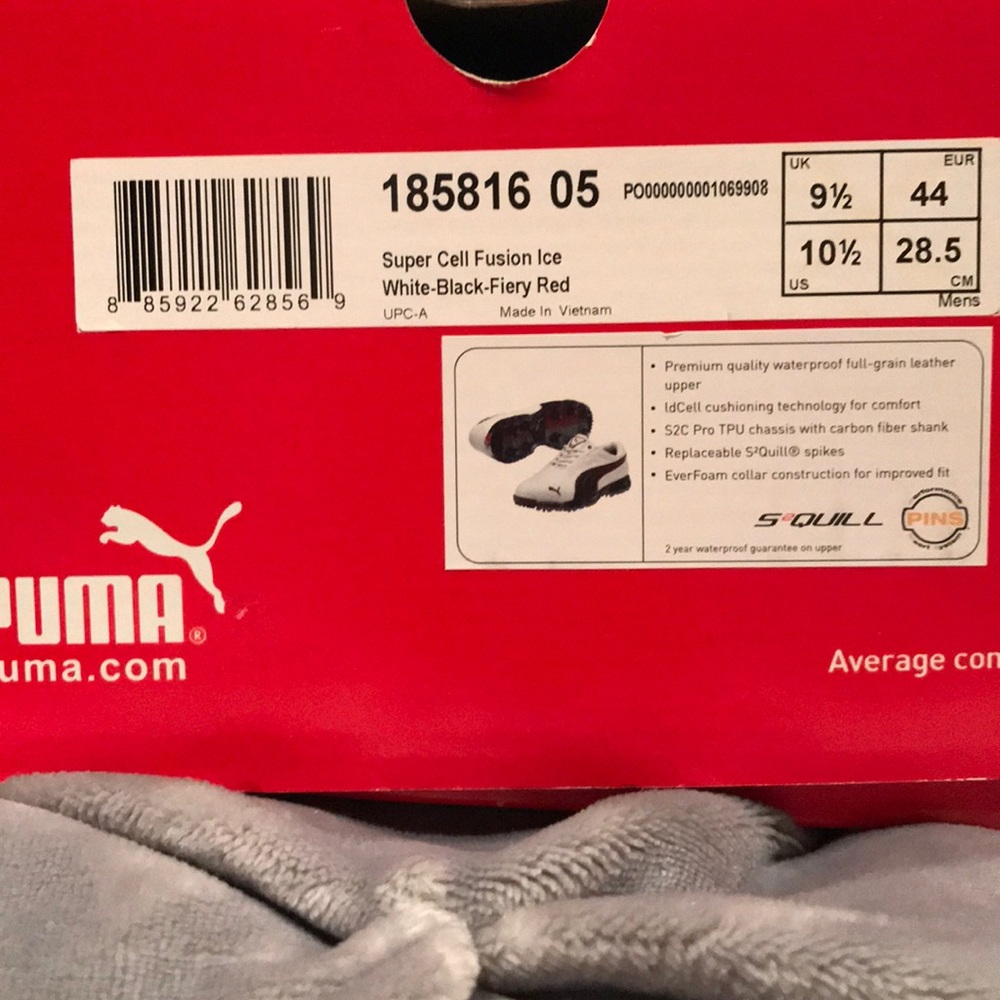 185816 05 PO000000001069908
Super Cell Fusion Ice
White-Black-Fiery Red
UPC-A Made In Vietnam
8 85922 62856 9
UK EUR
9½ 44
10½ 28.5
US CM
Mens
• Premium quality waterproof full-grain leather
upper
• IdCell cushioning technology for comfort
• S2C Pro TPU chassis with carbon fiber shank
• Replaceable S²Quill® spikes
• EverFoam collar construction for improved fit
S²QUILL
PINS
2 year waterproof guarantee on upper
PUMA®
uma.com
Average con